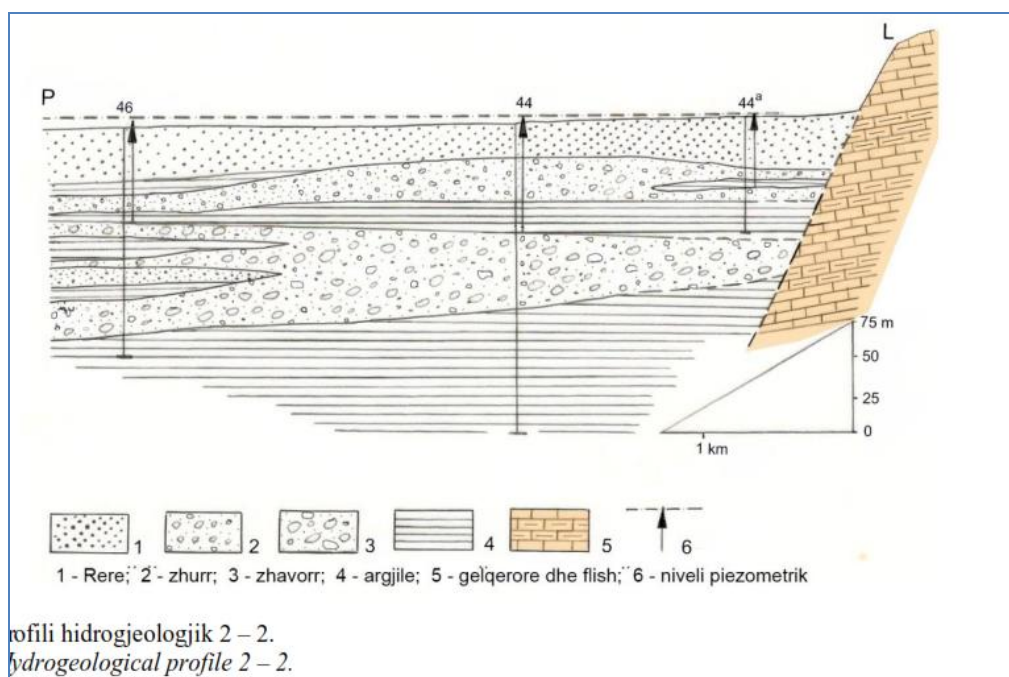 L
P
46
44
44a
75 m
50
25
0
1 km
1
2
3
4
5
6
1 - Rere; 2 - zhurr; 3 - zhavorr; 4 - argjile; 5 - gelqerore dhe flish; 6 - niveli piezometrik
rofili hidrogjeologjik 2 – 2.
ydrogeological profile 2 – 2.